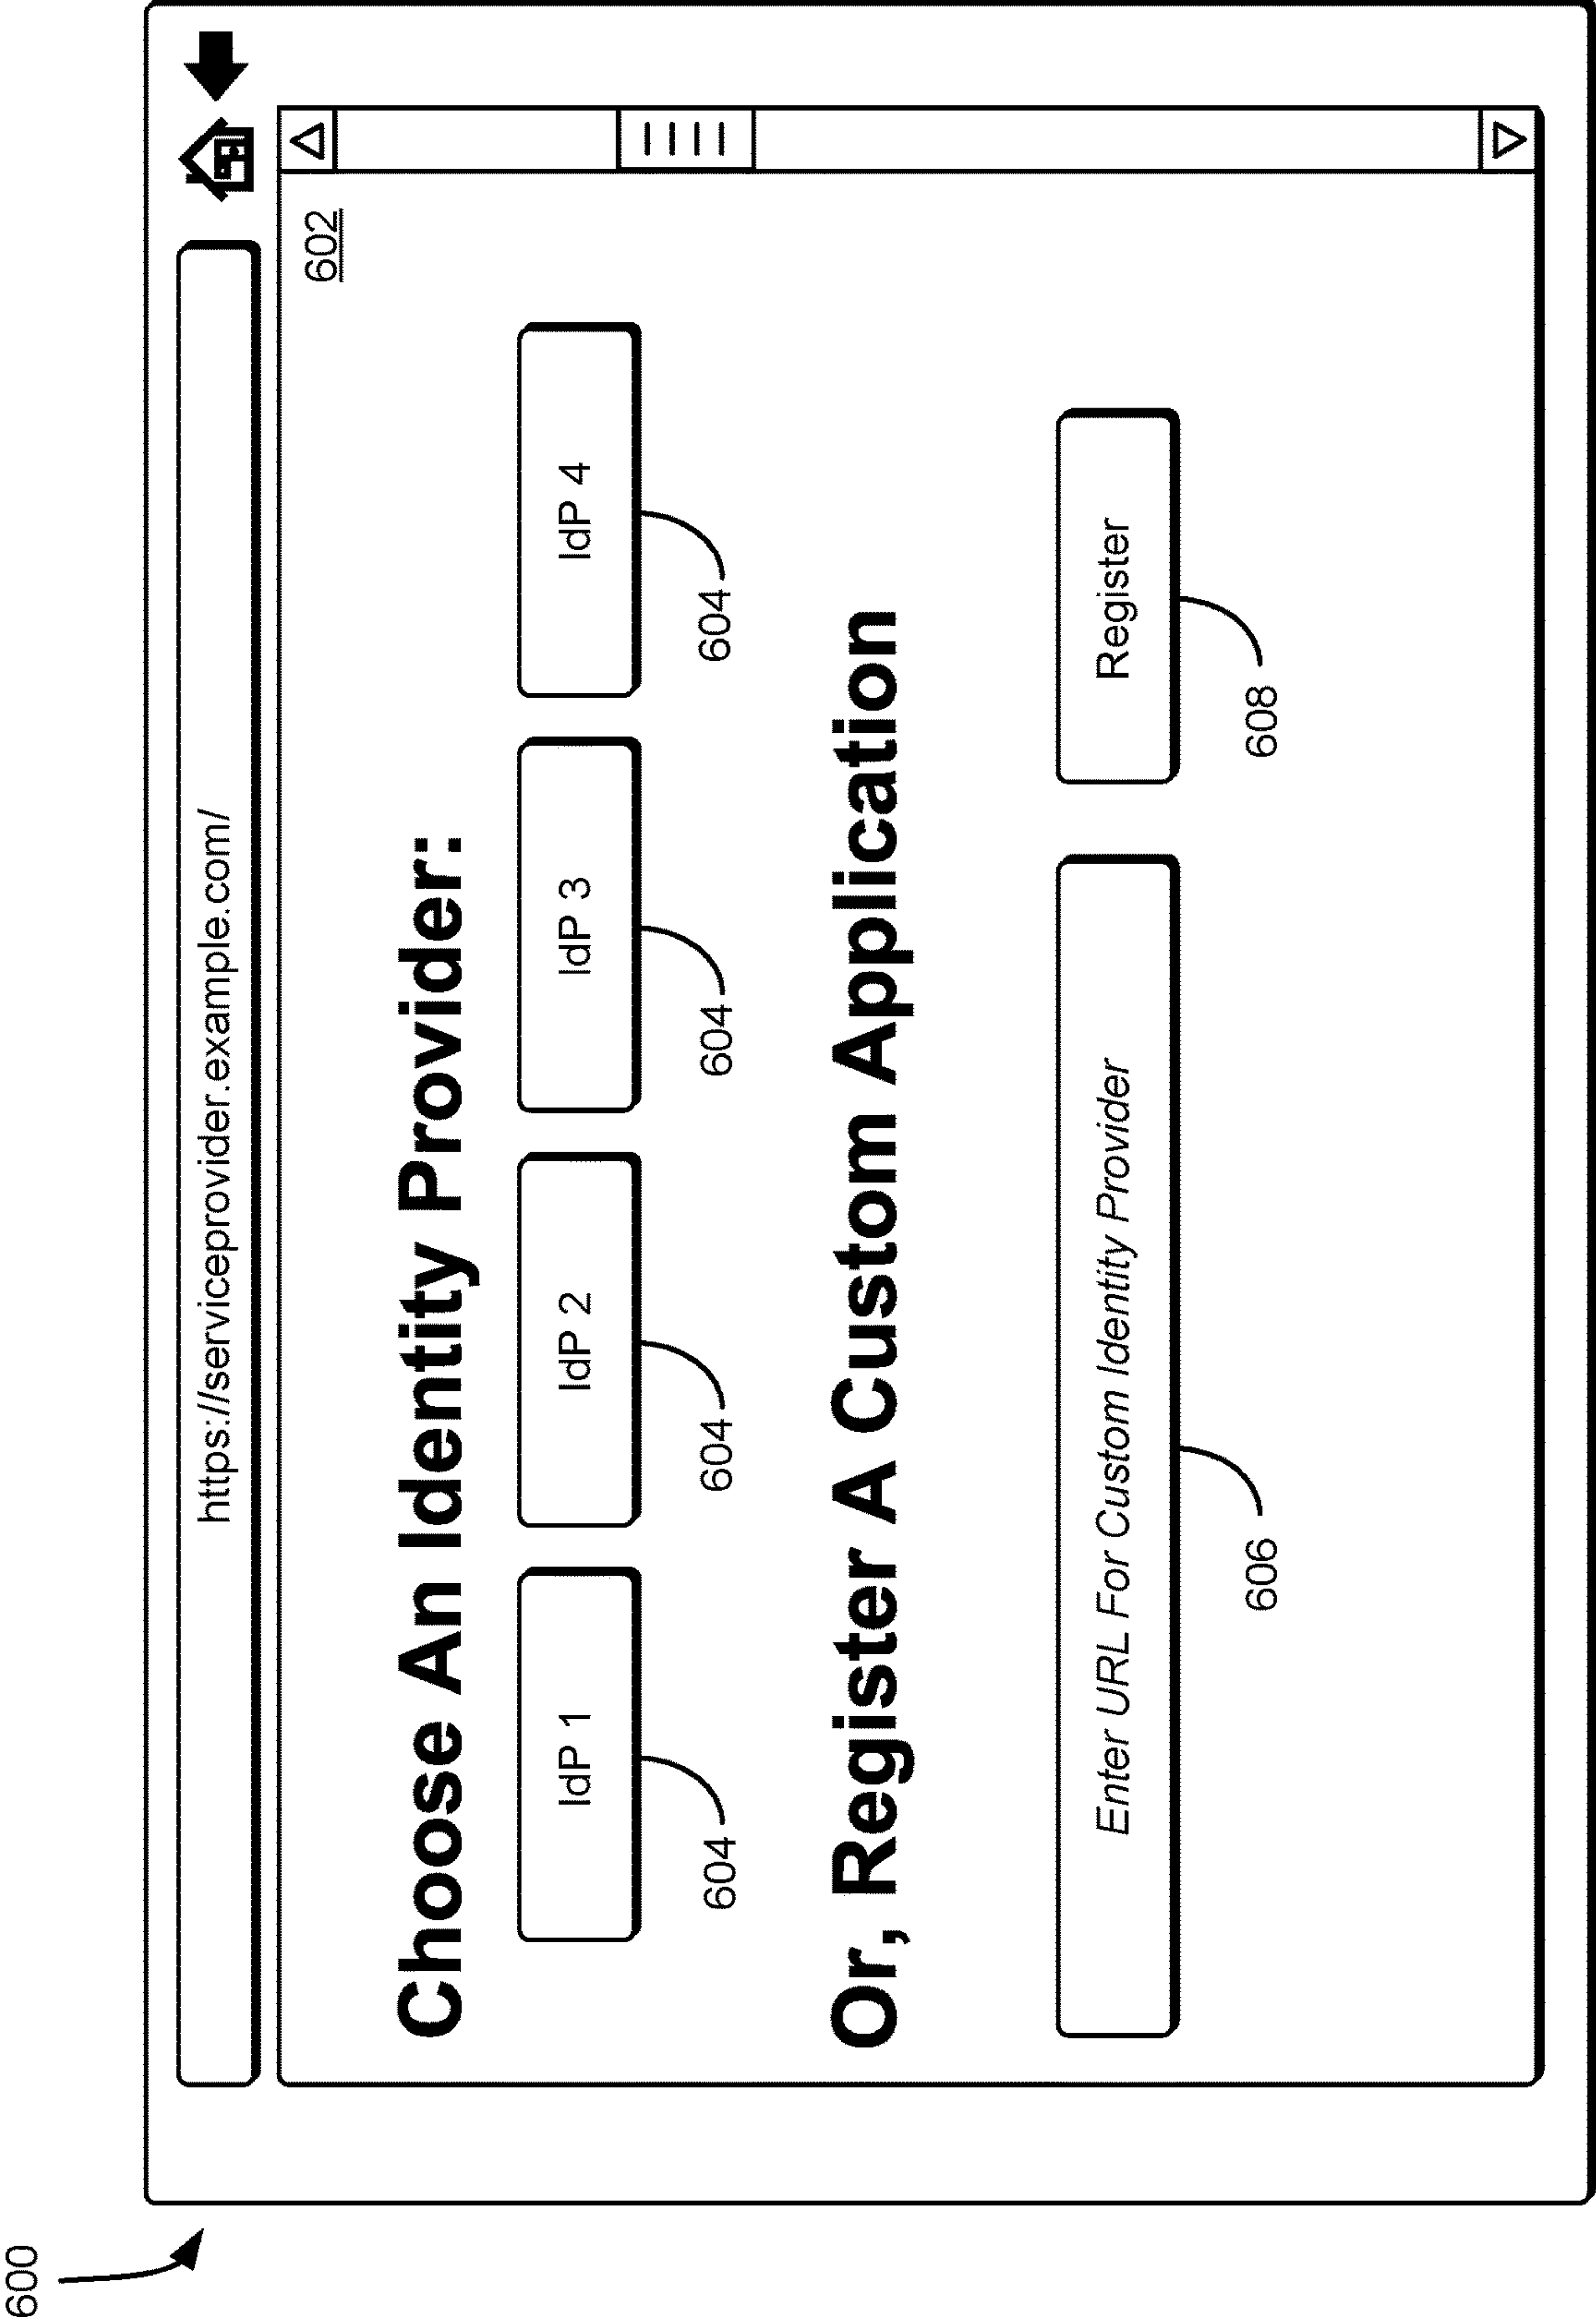 600
https://serviceprovider.example.com/
602
Choose An Identity Provider:
IdP 1 IdP 2 IdP 3 IdP 4
604 604 604 604
Or, Register A Custom Application
Enter URL For Custom Identity Provider Register
606 608